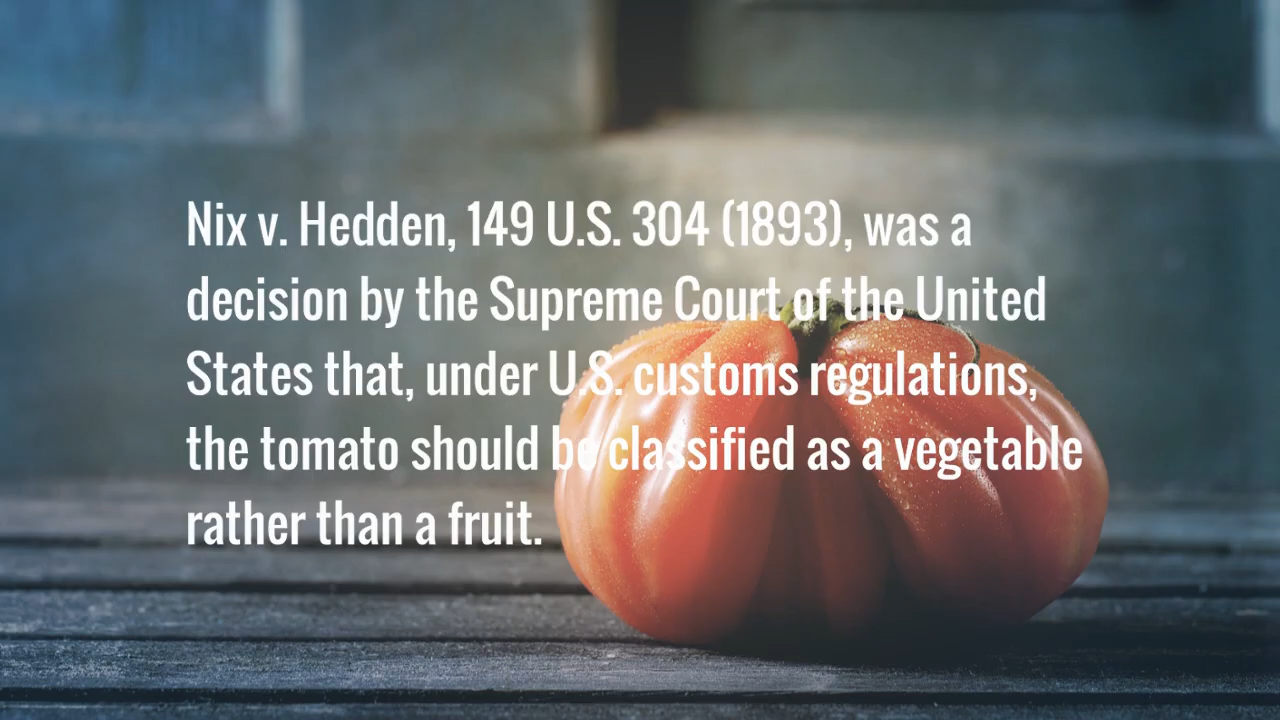 Nix v. Hedden, 149 U.S. 304 (1893), was a
decision by the Supreme Court of the United
States that, under U.S. customs regulations,
the tomato should be classified as a vegetable
rather than a fruit.